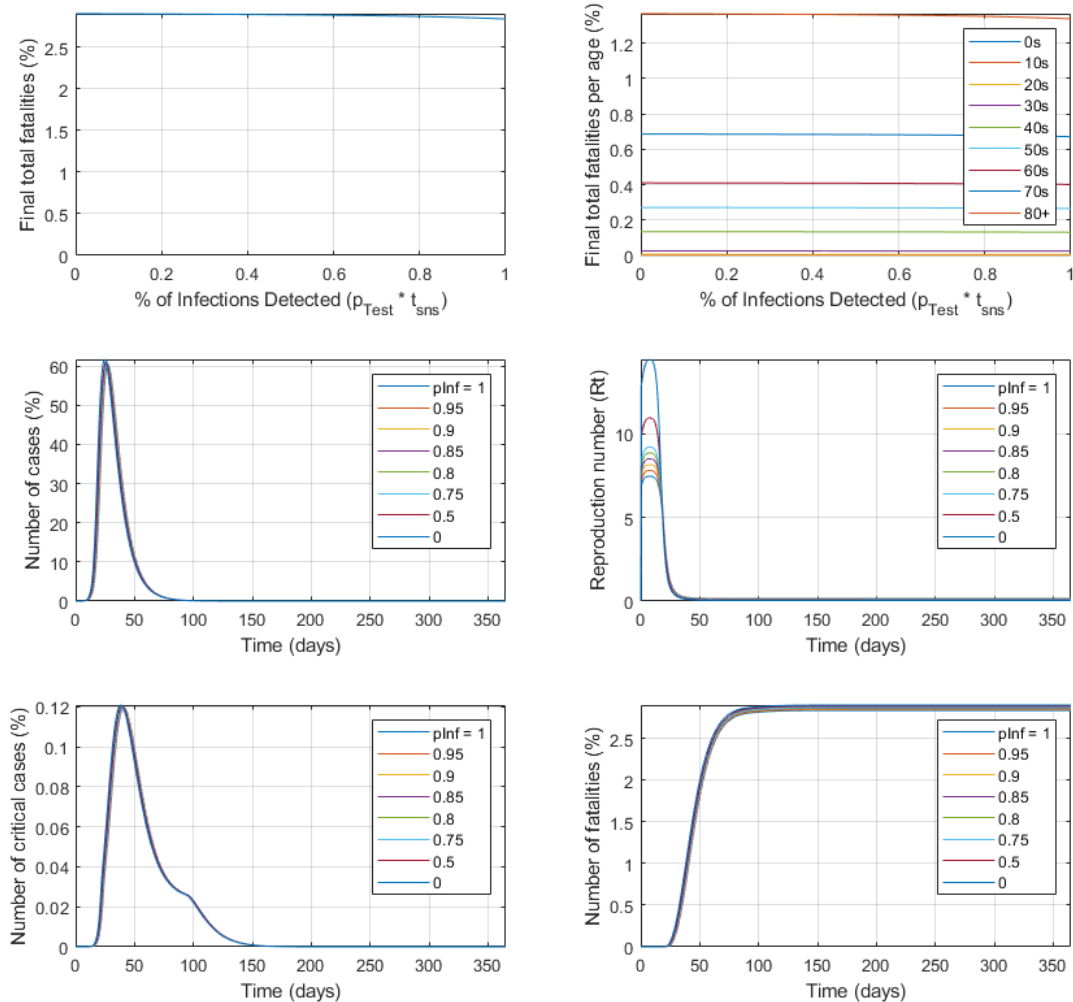 2.5
2
1.5
1
0.5
0
Final total fatalities (%)
0 0.2 0.4 0.6 0.8 1
% of Infections Detected (p_Test * t_sns)
1.2
1
0.8
0.6
0.4
0.2
0
Final total fatalities per age (%)
0s
10s
20s
30s
40s
50s
60s
70s
80+
0 0.2 0.4 0.6 0.8 1
% of Infections Detected (p_Test * t_sns)
60
50
40
30
20
10
0
Number of cases (%)
pInf = 1
0.95
0.9
0.85
0.8
0.75
0.5
0
0 50 100 150 200 250 300 350
Time (days)
10
5
0
Reproduction number (Rt)
pInf = 1
0.95
0.9
0.85
0.8
0.75
0.5
0
0 50 100 150 200 250 300 350
Time (days)
0.12
0.1
0.08
0.06
0.04
0.02
0
Number of critical cases (%)
pInf = 1
0.95
0.9
0.85
0.8
0.75
0.5
0
0 50 100 150 200 250 300 350
Time (days)
2.5
2
1.5
1
0.5
0
Number of fatalities (%)
pInf = 1
0.95
0.9
0.85
0.8
0.75
0.5
0
0 50 100 150 200 250 300 350
Time (days)